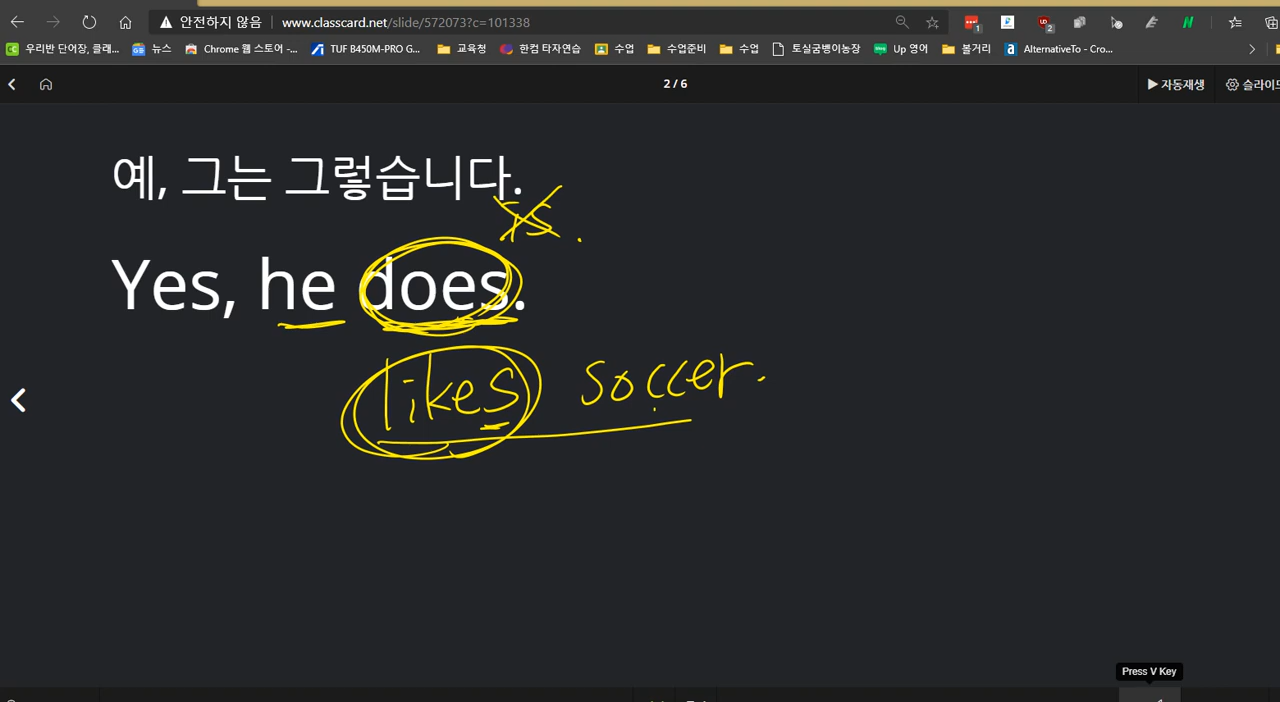 안전하지 않음 www.classcard.net/slide/572073?c=101338
우리반 단어장, 클래... 뉴스 Chrome 웹 스토어 -... TUF B450M-PRO G... 교육청 한컴 타자연습 수업 수업준비 수업 토실궁병이농장 Up 영어 볼거리 AlternativeTo - Cro...
2 / 6 자동재생 슬라이드
예, 그는 그렇습니다.
is.
Yes, he does.
likes soccer.
Press V Key